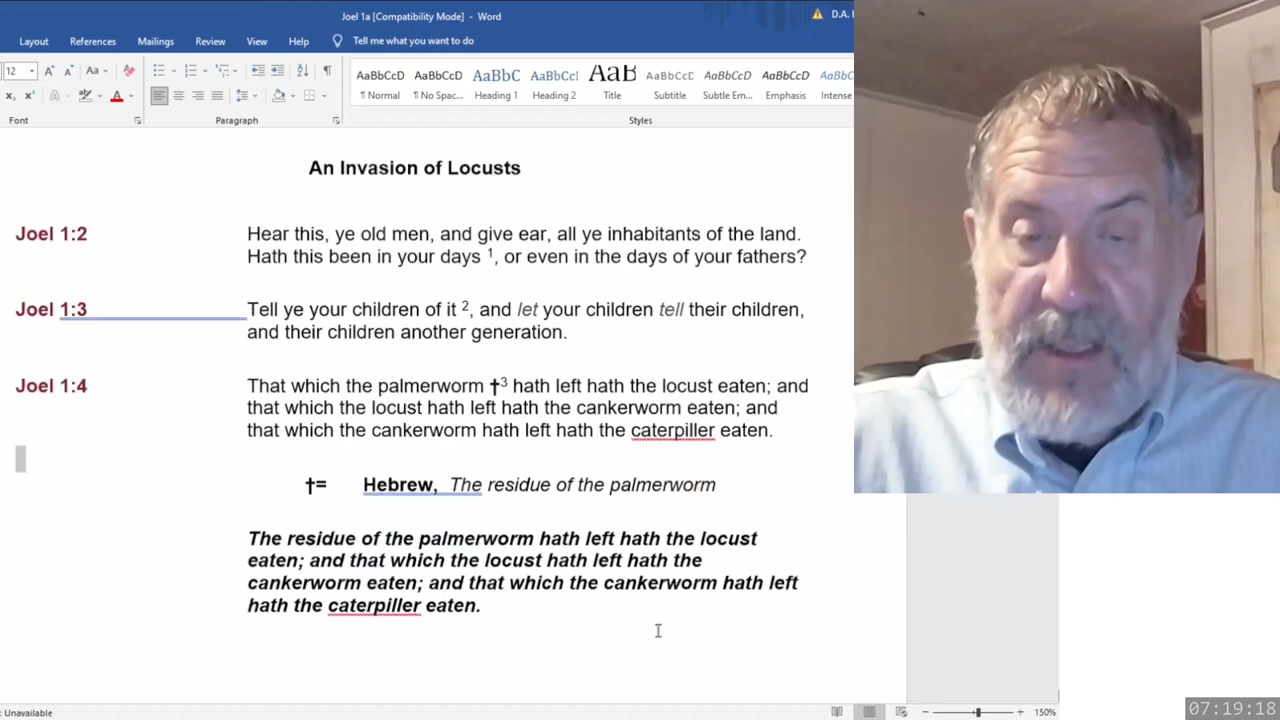 Joel 1a [Compatibility Mode] - Word
D.A.
Layout References Mailings Review View Help Tell me what you want to do
12 Aa
AaBbCcD AaBbCcD AaBbC AaBbCcI AaB AaBbCcD AaBbCcD AaBbCcD AaBbC
¶ Normal ¶ No Spac... Heading 1 Heading 2 Title Subtitle Subtle Em... Emphasis Intense
Font Paragraph Styles
An Invasion of Locusts
Joel 1:2 Hear this, ye old men, and give ear, all ye inhabitants of the land.
Hath this been in your days ¹, or even in the days of your fathers?
Joel 1:3 Tell ye your children of it ², and let your children tell their children,
and their children another generation.
Joel 1:4 That which the palmerworm †³ hath left hath the locust eaten; and
that which the locust hath left hath the cankerworm eaten; and
that which the cankerworm hath left hath the caterpiller eaten.
†= Hebrew, The residue of the palmerworm
The residue of the palmerworm hath left hath the locust
eaten; and that which the locust hath left hath the
cankerworm eaten; and that which the cankerworm hath left
hath the caterpiller eaten.
: Unavailable
150%
07:19:18